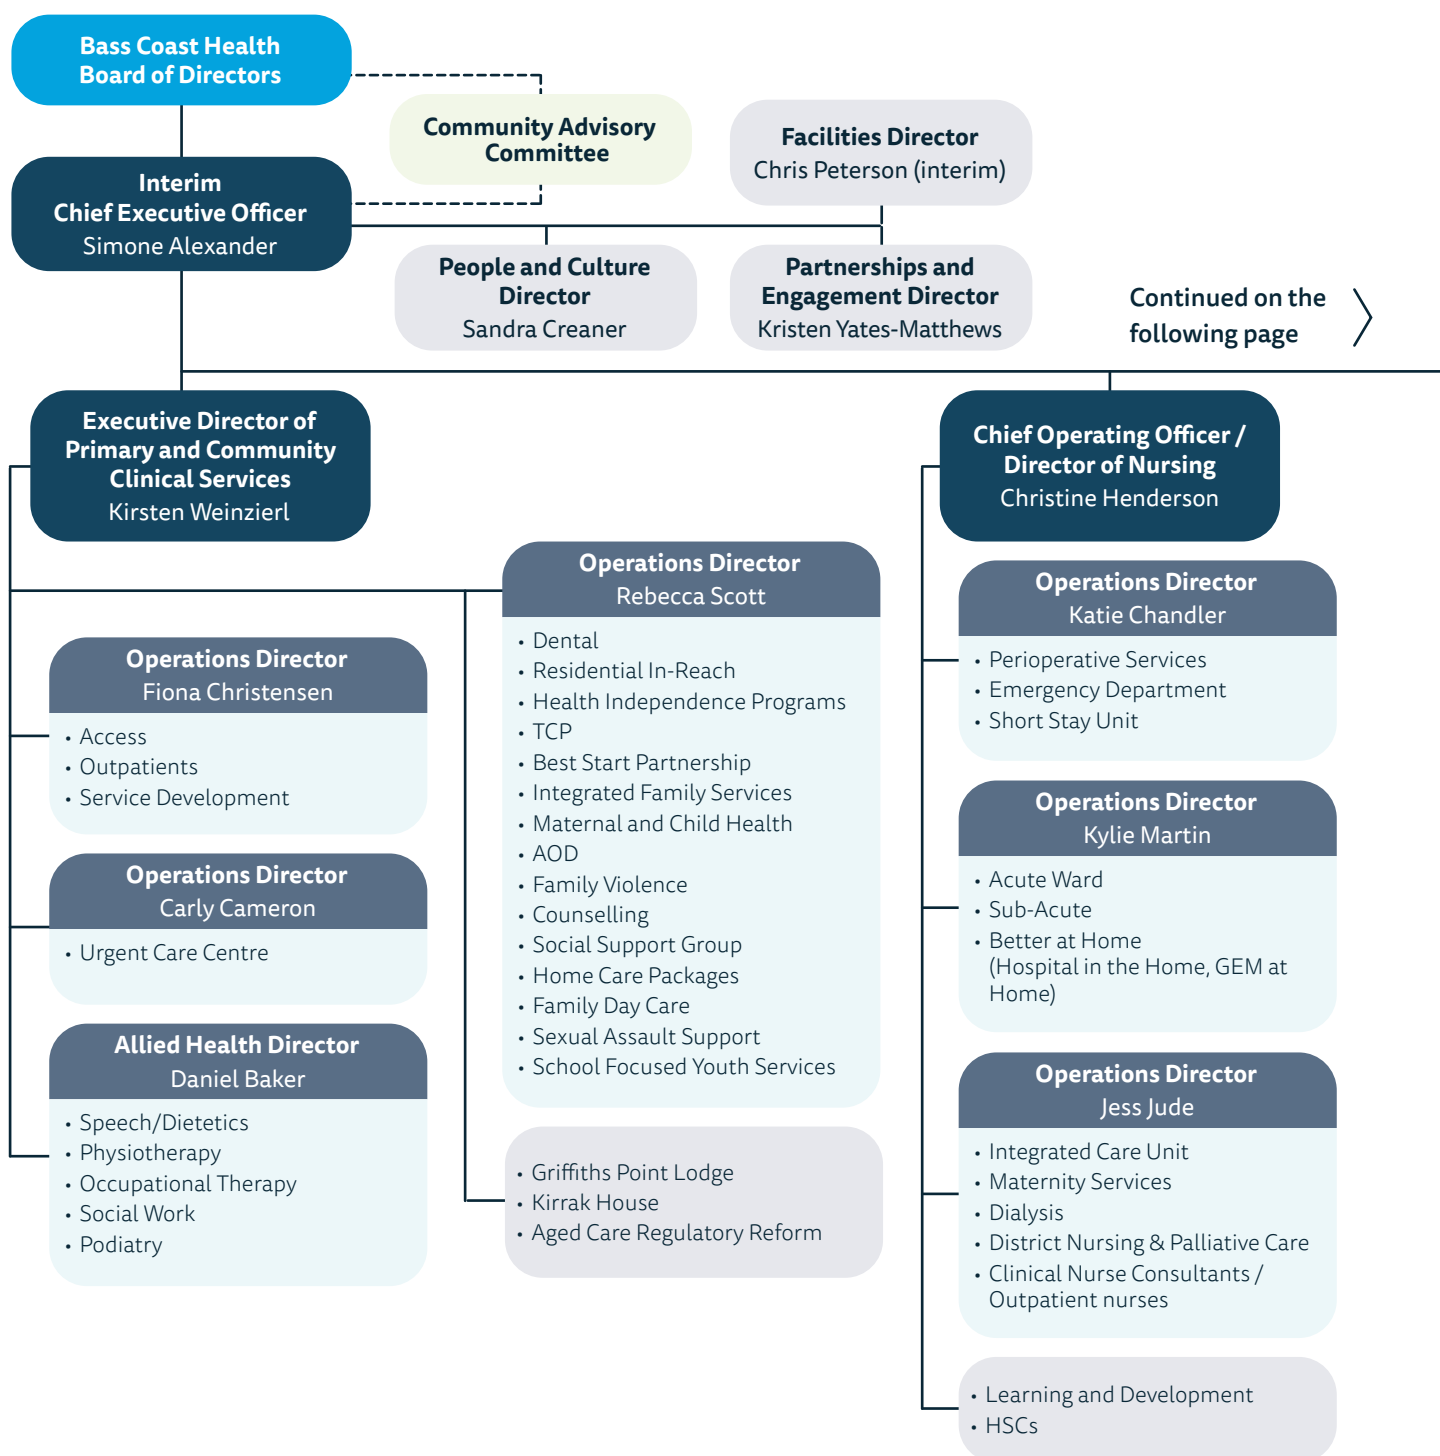 Bass Coast Health
Board of Directors
Community Advisory
Committee
Facilities Director
Chris Peterson (interim)
Interim
Chief Executive Officer
Simone Alexander
People and Culture
Director
Sandra Creaner
Partnerships and
Engagement Director
Kristen Yates-Matthews
Continued on the
following page
Executive Director of
Primary and Community
Clinical Services
Kirsten Weinzierl
Operations Director
Fiona Christensen
• Access
• Outpatients
• Service Development
Operations Director
Carly Cameron
• Urgent Care Centre
Allied Health Director
Daniel Baker
• Speech/Dietetics
• Physiotherapy
• Occupational Therapy
• Social Work
• Podiatry
Operations Director
Rebecca Scott
• Dental
• Residential In-Reach
• Health Independence Programs
• TCP
• Best Start Partnership
• Integrated Family Services
• Maternal and Child Health
• AOD
• Family Violence
• Counselling
• Social Support Group
• Home Care Packages
• Family Day Care
• Sexual Assault Support
• School Focused Youth Services
• Griffiths Point Lodge
• Kirrak House
• Aged Care Regulatory Reform
Chief Operating Officer /
Director of Nursing
Christine Henderson
Operations Director
Katie Chandler
• Perioperative Services
• Emergency Department
• Short Stay Unit
Operations Director
Kylie Martin
• Acute Ward
• Sub-Acute
• Better at Home
(Hospital in the Home, GEM at
Home)
Operations Director
Jess Jude
• Integrated Care Unit
• Maternity Services
• Dialysis
• District Nursing & Palliative Care
• Clinical Nurse Consultants /
Outpatient nurses
• Learning and Development
• HSCs